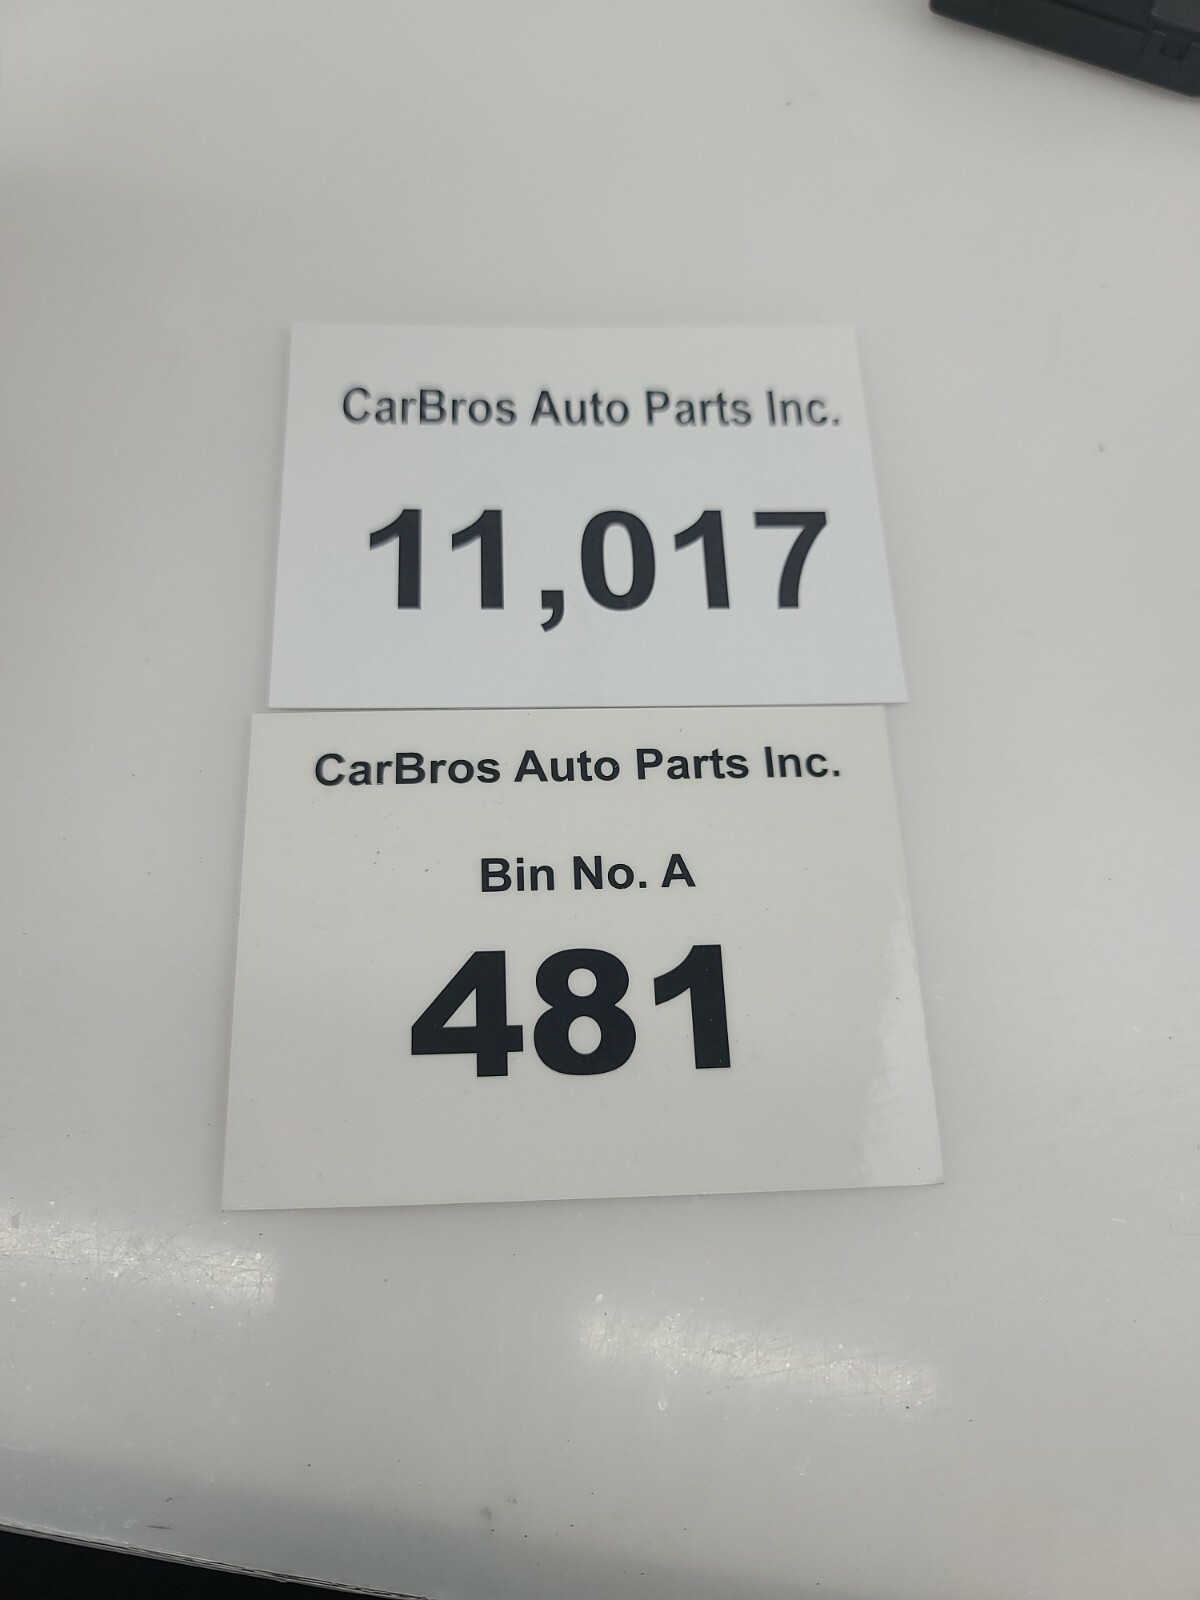 CarBros Auto Parts Inc.
11,017
CarBros Auto Parts Inc.
Bin No. A
481